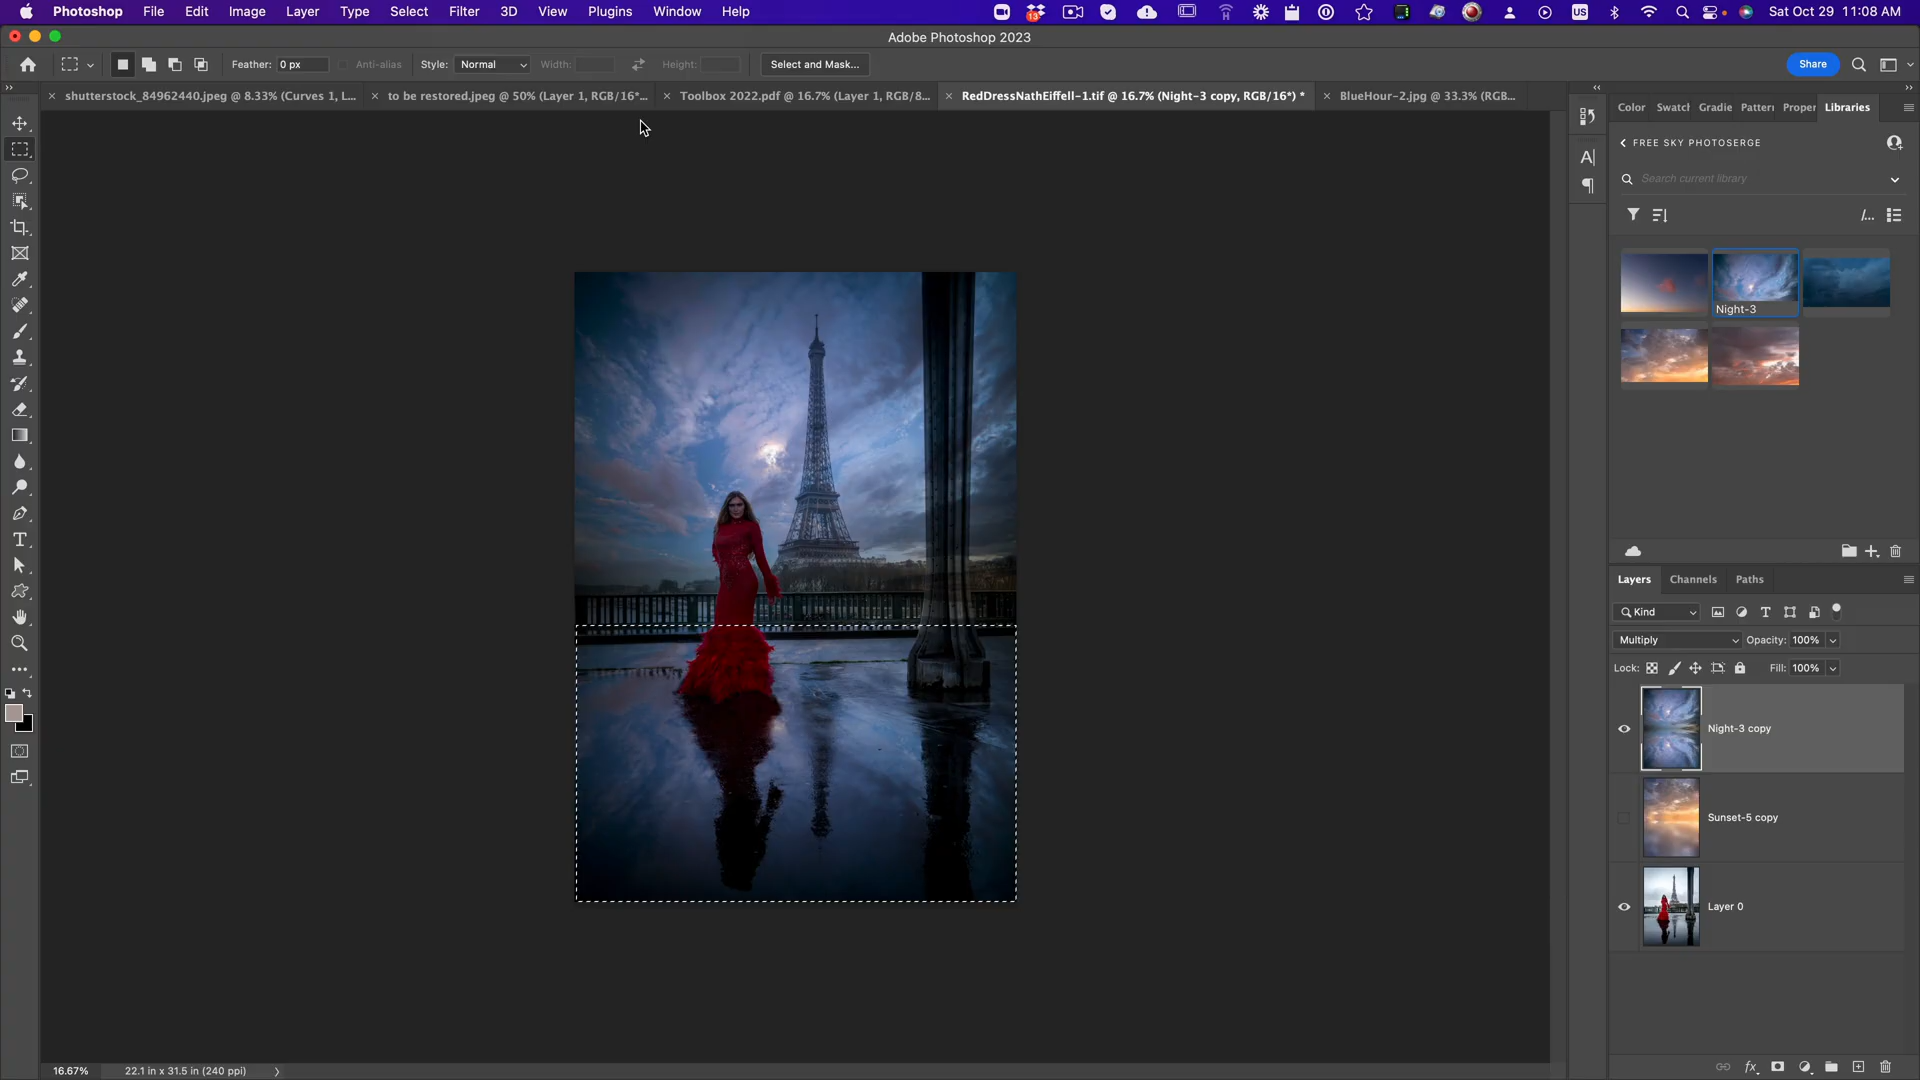 Photoshop File Edit Image Layer Type Select Filter 3D View Plugins Window Help 13 US Sat Oct 29 11:08 AM
Adobe Photoshop 2023
Feather: 0 px Anti-alias Style: Normal Width: Height: Select and Mask... Share
shutterstock_84962440.jpeg @ 8.33% (Curves 1, L... to be restored.jpeg @ 50% (Layer 1, RGB/16*... Toolbox 2022.pdf @ 16.7% (Layer 1, RGB/8... RedDressNathEiffell-1.tif @ 16.7% (Night-3 copy, RGB/16*) * BlueHour-2.jpg @ 33.3% (RGB...
Color Swatch Gradie Pattern Proper Libraries
FREE SKY PHOTOSERGE
Search current library
Night-3
Layers Channels Paths
Kind
Multiply Opacity: 100%
Lock: Fill: 100%
Night-3 copy
Sunset-5 copy
Layer 0
16.67% 22.1 in x 31.5 in (240 ppi)